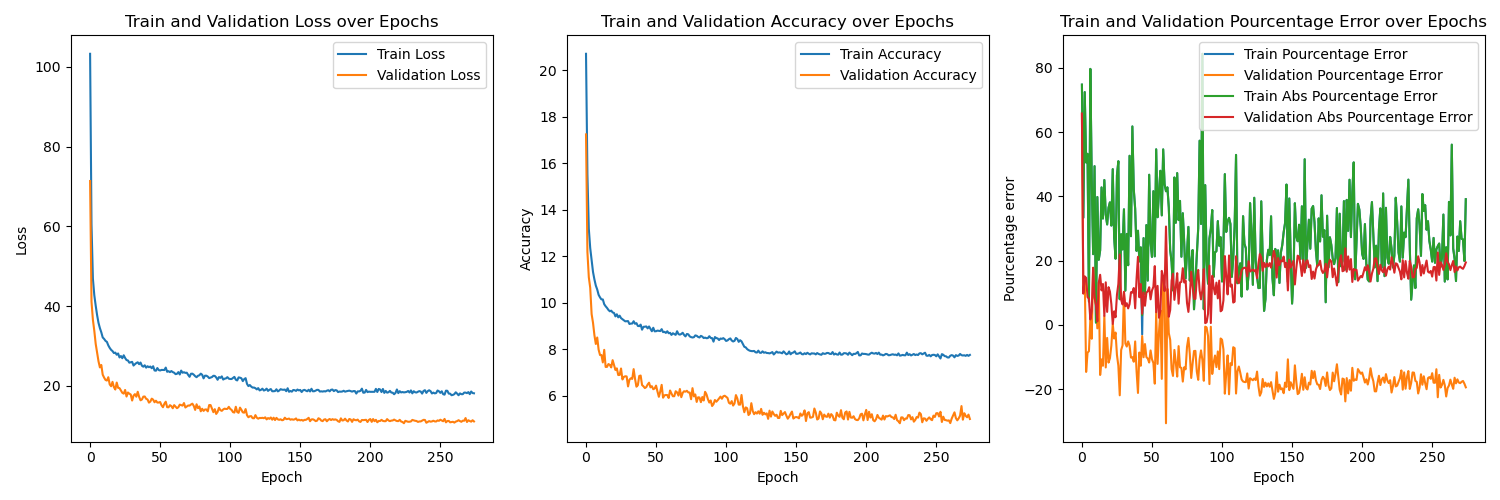 Train and Validation Loss over Epochs
Train Loss
Validation Loss
100
80
60
40
20
Loss
0
50
100
150
200
250
Epoch
Train and Validation Accuracy over Epochs
Train Accuracy
Validation Accuracy
20
18
16
14
12
10
8
6
Accuracy
0
50
100
150
200
250
Epoch
Train and Validation Pourcentage Error over Epochs
Train Pourcentage Error
Validation Pourcentage Error
Train Abs Pourcentage Error
Validation Abs Pourcentage Error
80
60
40
20
0
−20
Pourcentage error
0
50
100
150
200
250
Epoch